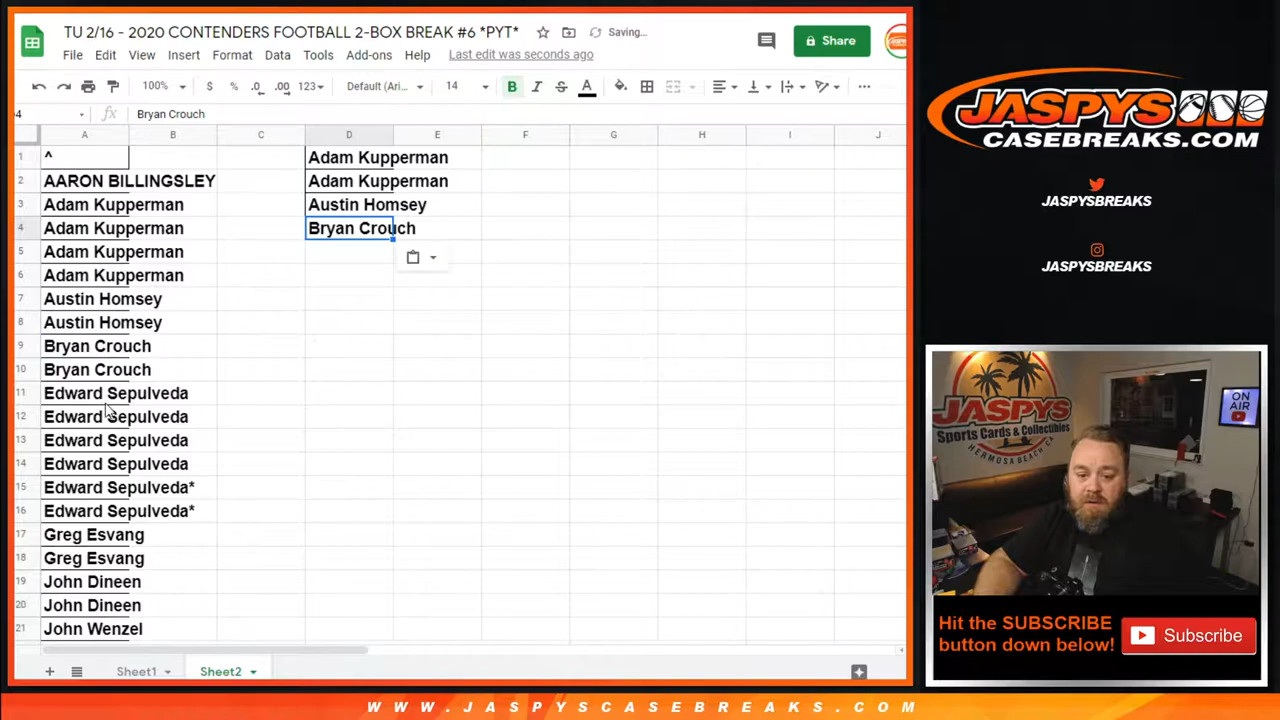 TU 2/16 - 2020 CONTENDERS FOOTBALL 2-BOX BREAK #6 *PYT*
Saving...
File Edit View Insert Format Data Tools Add-ons Help Last edit was seconds ago
Share
100% $ % .0 .00 123 Default (Ari... 14 B I S A
4 fx Bryan Crouch
A B C D E F G H I J
1 ^ Adam Kupperman
2 AARON BILLINGSLEY Adam Kupperman
3 Adam Kupperman Austin Homsey
4 Adam Kupperman Bryan Crouch
5 Adam Kupperman
6 Adam Kupperman
7 Austin Homsey
8 Austin Homsey
9 Bryan Crouch
10 Bryan Crouch
11 Edward Sepulveda
12 Edward Sepulveda
13 Edward Sepulveda
14 Edward Sepulveda
15 Edward Sepulveda*
16 Edward Sepulveda*
17 Greg Esvang
18 Greg Esvang
19 John Dineen
20 John Dineen
21 John Wenzel
Sheet1 Sheet2
JASPYS
CASEBREAKS.COM
JASPYSBREAKS
JASPYSBREAKS
JASPYS
Sports Cards & Collectibles
HERMOSA BEACH, CA
ON
AIR
Hit the SUBSCRIBE
button down below!
Subscribe
WWW.JASPYSCASEBREAKS.COM